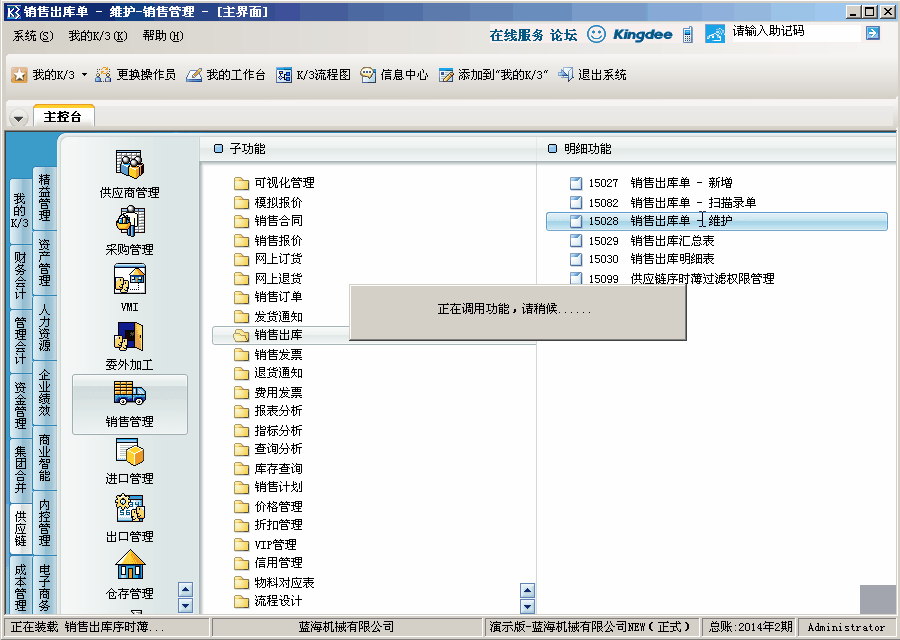 销售出库单 - 维护-销售管理 - [主界面]
系统(S) 我的K/3(K) 帮助(H)
在线服务 论坛 Kingdee 请输入助记码
我的K/3 更换操作员 我的工作台 K/3流程图 信息中心 添加到“我的K/3” 退出系统
主控台
我的K/3
财务会计
管理会计
资金管理
集团合并
供应链
成本管理
精益管理
资产管理
人力资源
企业绩效
商业智能
内控管理
电子商务
供应商管理
采购管理
VMI
委外加工
销售管理
进口管理
出口管理
仓存管理
子功能
可视化管理
模拟报价
销售合同
销售报价
网上订货
网上退货
销售订单
发货通知
销售出库
销售发票
退货通知
费用发票
报表分析
指标分析
查询分析
库存查询
销售计划
价格管理
折扣管理
VIP管理
信用管理
物料对应表
流程设计
明细功能
15027 销售出库单 - 新增
15082 销售出库单 - 扫描录单
15028 销售出库单 - 维护
15029 销售出库汇总表
15030 销售出库明细表
15099 供应链序时薄过滤权限管理
正在调用功能，请稍候......
正在装载 销售出库序时薄...
蓝海机械有限公司
演示版-蓝海机械有限公司NEW（正式）
总账:2014年2期
Administrator